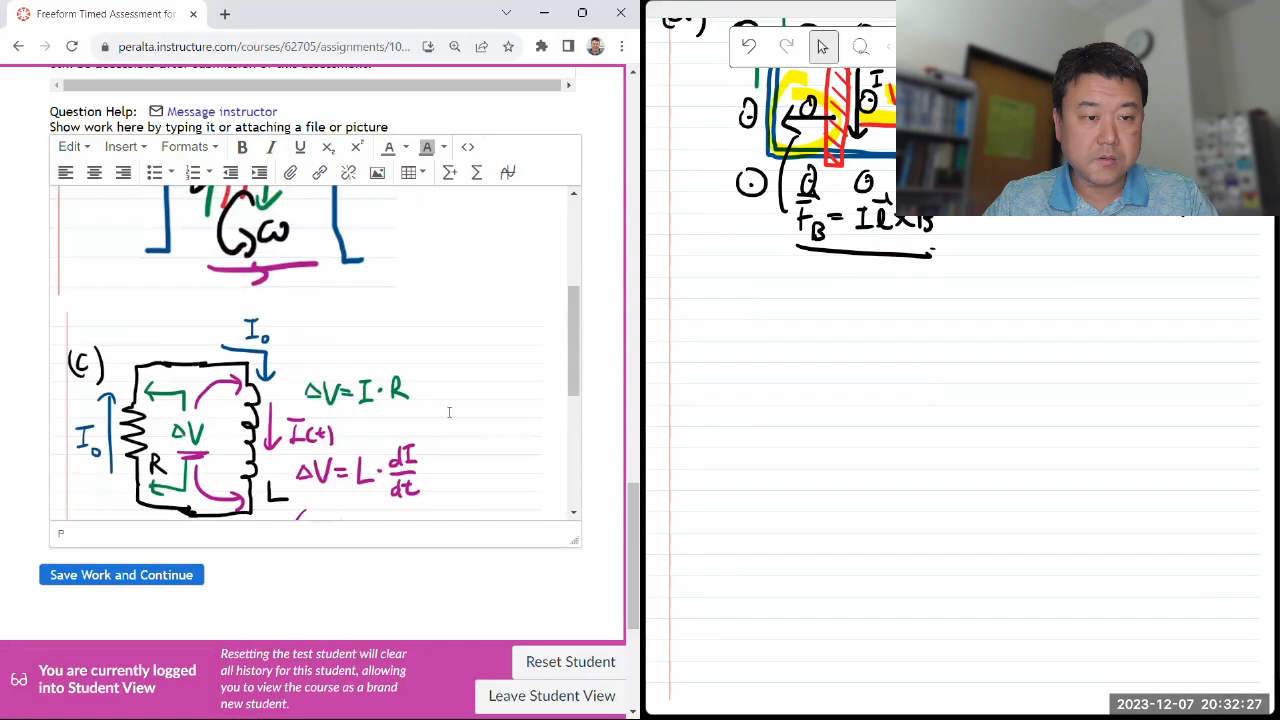 Freeform Timed Assessment for
peralta.instructure.com/courses/62705/assignments/10...
Question Help: Message instructor
Show work here by typing it or attaching a file or picture
Edit
Formats
B I U X₂ X² A A <>
ω
(C)
I₀
ΔV = I · R
I₀
ΔV
I(t)
R
ΔV = L · dI/dt
L
P
Save Work and Continue
You are currently logged into Student View
Resetting the test student will clear
all history for this student, allowing
you to view the course as a brand
new student.
Reset Student
Leave Student View
I
F_B = I l × B
2023-12-07 20:32:27